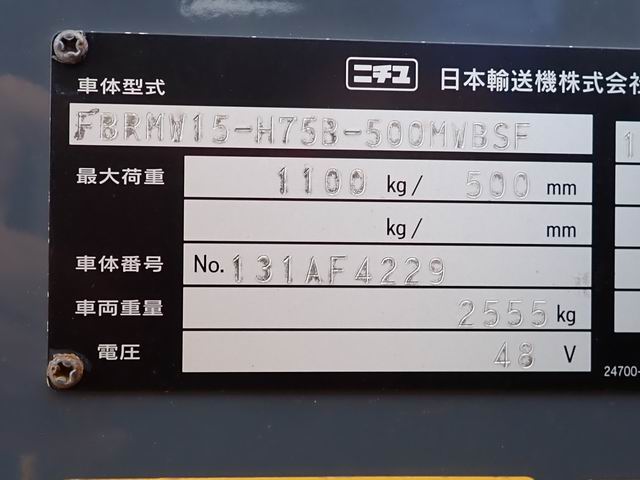 ニチユ 日本輸送機株式会社
車体型式
FBRMW15-H75B-500MWBSF
最大荷重 1100 kg/ 500 mm
kg/ mm
車体番号 No. 131AF4229
車両重量 2555 kg
電圧 48 V
24700-